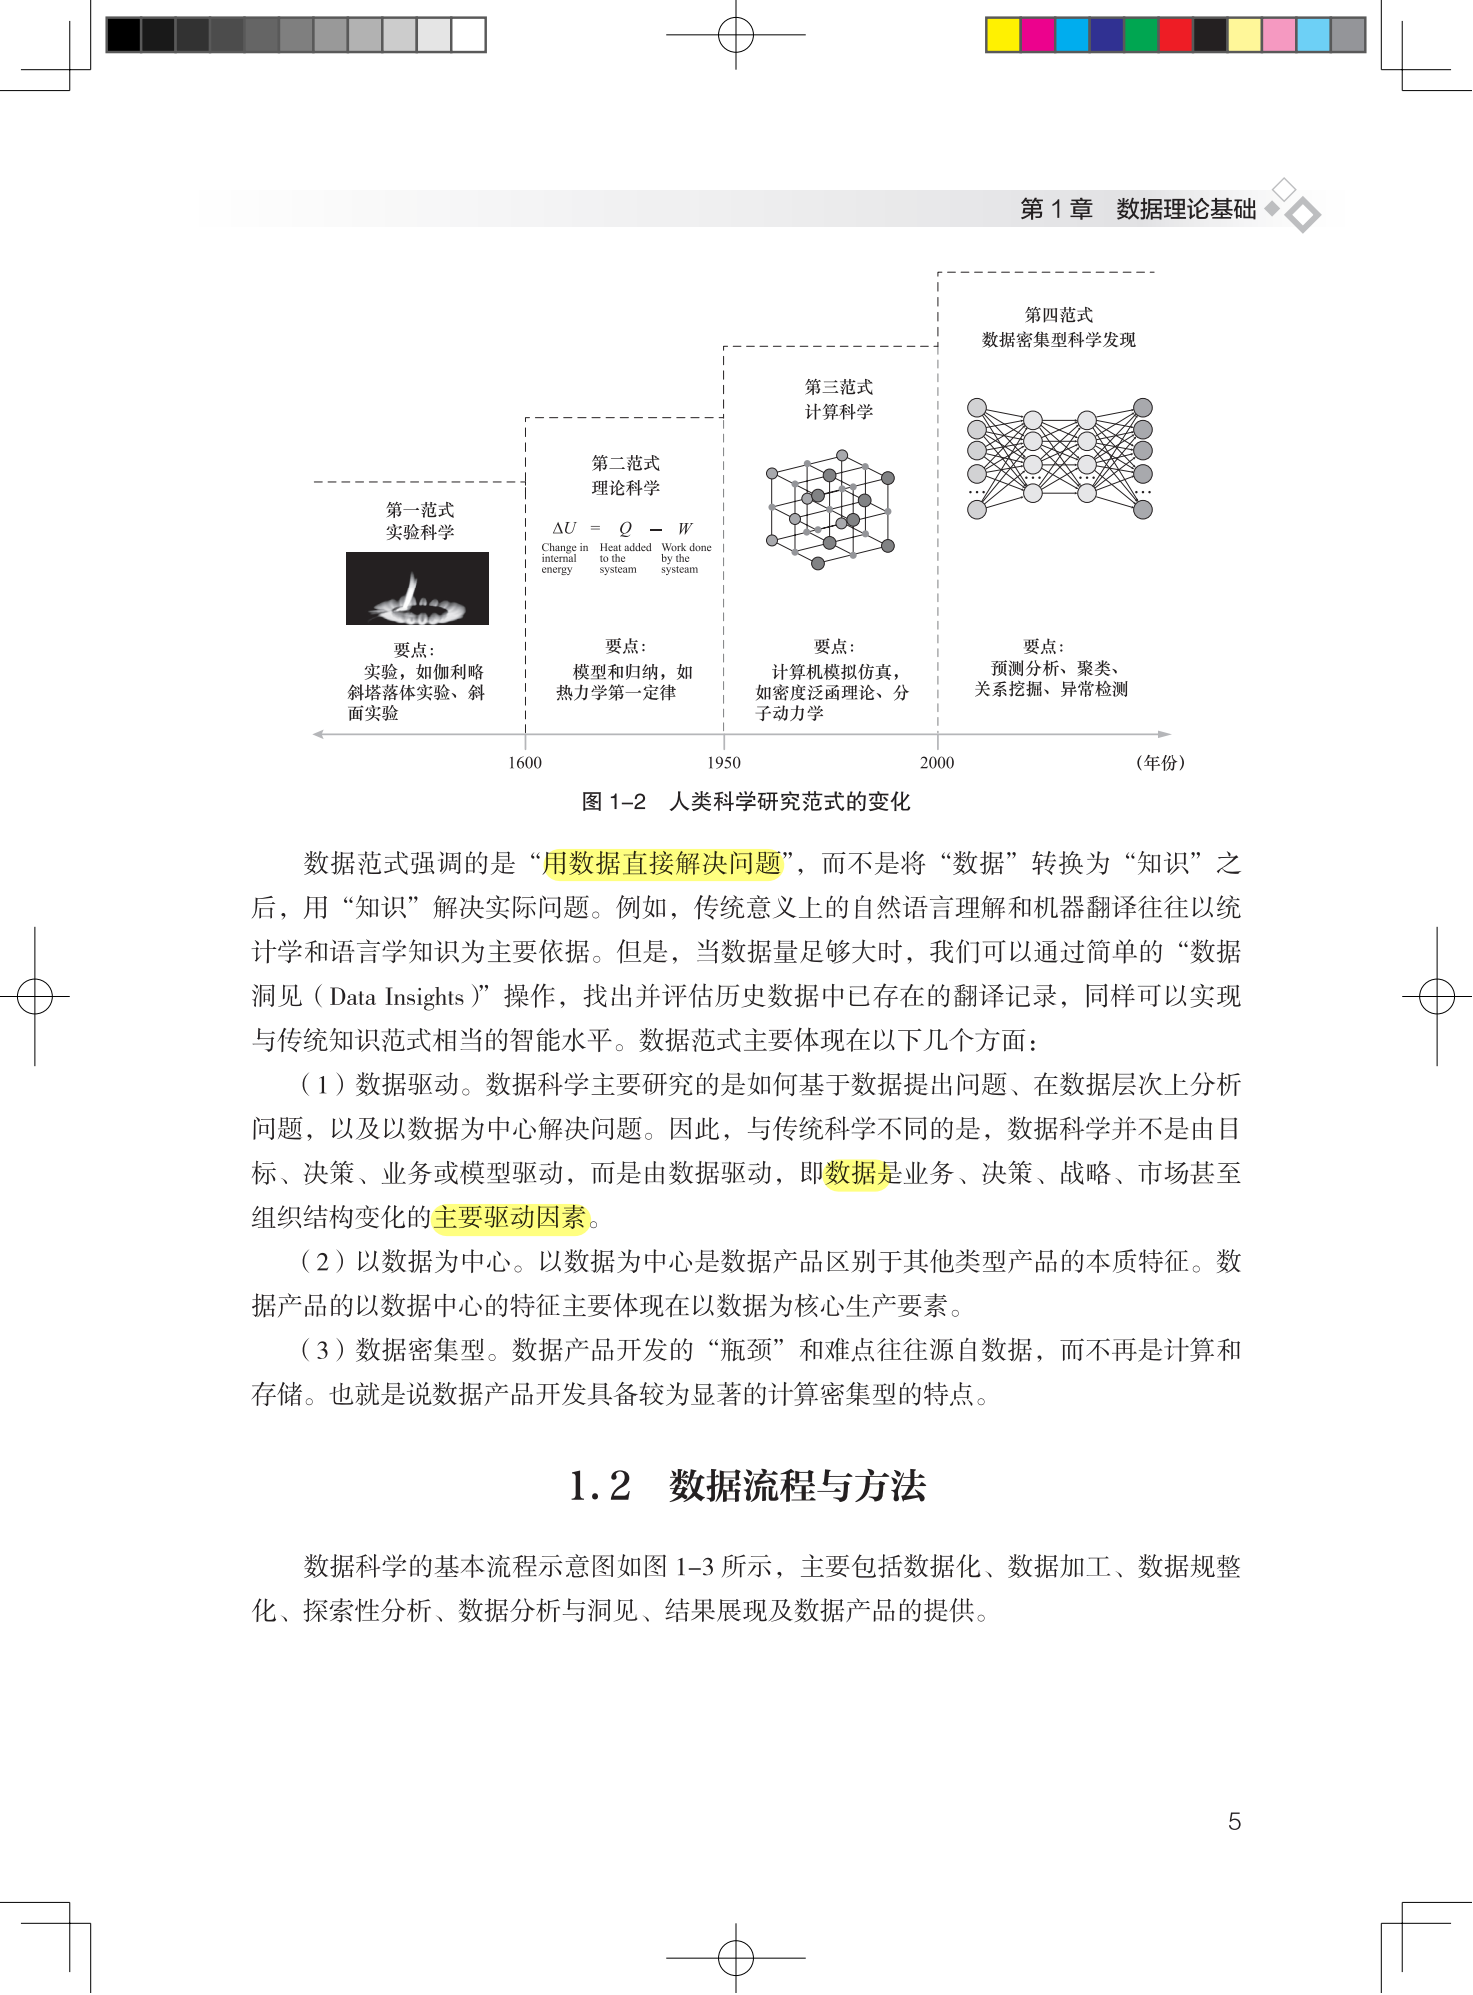 第 1 章　数据理论基础
第四范式
数据密集型科学发现
第三范式
计算科学
第二范式
理论科学
第一范式
实验科学
ΔU = Q – W
Change in internal energy
Heat added to the systeam
Work done by the systeam
要点：
实验，如伽利略
斜塔落体实验、斜
面实验
要点：
模型和归纳，如
热力学第一定律
要点：
计算机模拟仿真，
如密度泛函理论、分
子动力学
要点：
预测分析、聚类、
关系挖掘、异常检测
1600 1950 2000 （年份）
图 1–2　人类科学研究范式的变化
数据范式强调的是“用数据直接解决问题”，而不是将“数据”转换为“知识”之
后，用“知识”解决实际问题。例如，传统意义上的自然语言理解和机器翻译往往以统
计学和语言学知识为主要依据。但是，当数据量足够大时，我们可以通过简单的“数据
洞见（Data Insights）”操作，找出并评估历史数据中已存在的翻译记录，同样可以实现
与传统知识范式相当的智能水平。数据范式主要体现在以下几个方面：
（1）数据驱动。数据科学主要研究的是如何基于数据提出问题、在数据层次上分析
问题，以及以数据为中心解决问题。因此，与传统科学不同的是，数据科学并不是由目
标、决策、业务或模型驱动，而是由数据驱动，即数据是业务、决策、战略、市场甚至
组织结构变化的主要驱动因素。
（2）以数据为中心。以数据为中心是数据产品区别于其他类型产品的本质特征。数
据产品的以数据中心的特征主要体现在以数据为核心生产要素。
（3）数据密集型。数据产品开发的“瓶颈”和难点往往源自数据，而不再是计算和
存储。也就是说数据产品开发具备较为显著的计算密集型的特点。
1. 2　数据流程与方法
数据科学的基本流程示意图如图 1–3 所示，主要包括数据化、数据加工、数据规整
化、探索性分析、数据分析与洞见、结果展现及数据产品的提供。
5